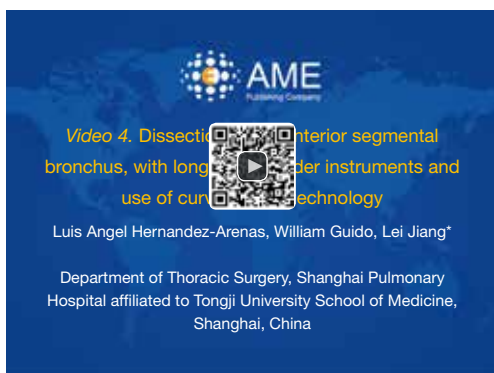 AME
Publishing Company
Video 4. Dissectio nterior segmental
bronchus, with long der instruments and
use of cur echnology
Luis Angel Hernandez-Arenas, William Guido, Lei Jiang*
Department of Thoracic Surgery, Shanghai Pulmonary
Hospital affiliated to Tongji University School of Medicine,
Shanghai, China